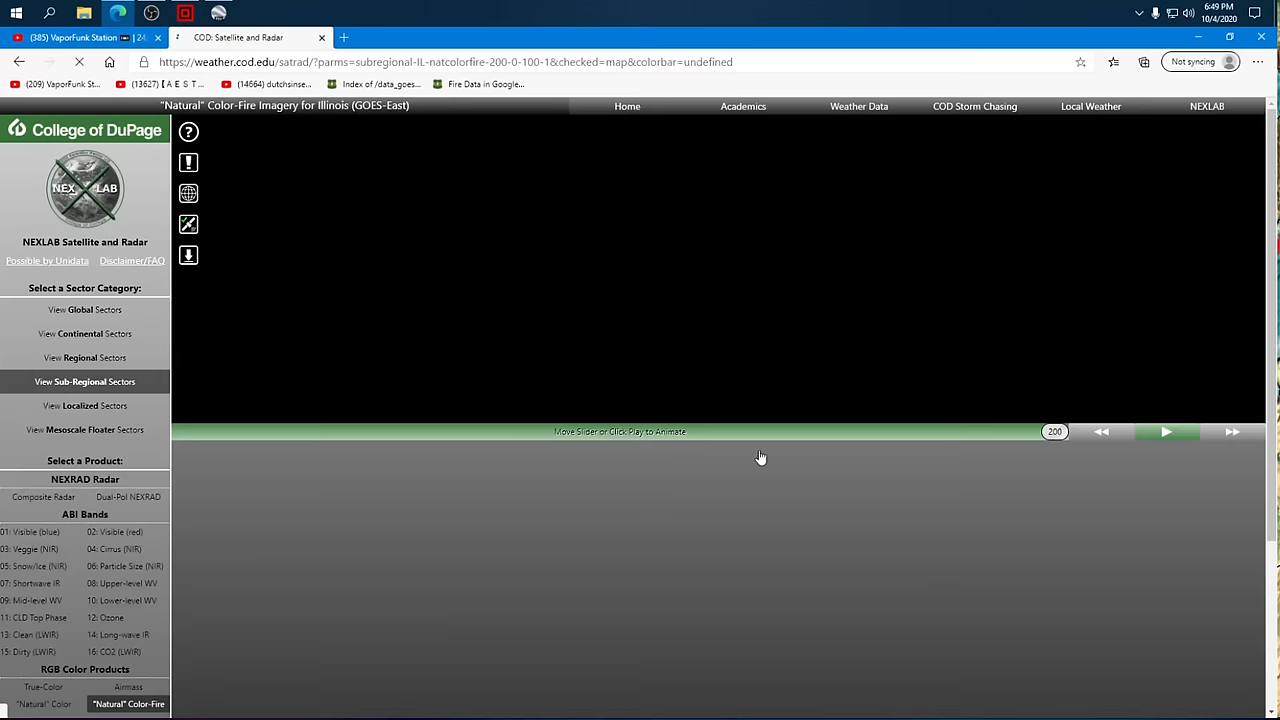 6:49 PM
10/4/2020
(385) VaporFunk Station
COD: Satellite and Radar
https://weather.cod.edu/satrad/?parms=subregional-IL-natcolorfire-200-0-100-1&checked=map&colorbar=undefined
Not syncing
(209) VaporFunk St...
(13627) [ A E S T...
(14664) dutchsinse...
Index of /data_goes...
Fire Data in Google...
"Natural" Color-Fire Imagery for Illinois (GOES-East)
Home
Academics
Weather Data
COD Storm Chasing
Local Weather
NEXLAB
College of DuPage
NEX LAB
NEXLAB Satellite and Radar
Possible by Unidata
Disclaimer/FAQ
Select a Sector Category:
View Global Sectors
View Continental Sectors
View Regional Sectors
View Sub-Regional Sectors
View Localized Sectors
View Mesoscale Floater Sectors
Move Slider or Click Play to Animate
200
Select a Product:
NEXRAD Radar
Composite Radar
Dual-Pol NEXRAD
ABI Bands
01: Visible (blue)
02: Visible (red)
03: Veggie (NIR)
04: Cirrus (NIR)
05: Snow/Ice (NIR)
06: Particle Size (NIR)
07: Shortwave IR
08: Upper-level WV
09: Mid-level WV
10: Lower-level WV
11: CLD Top Phase
12: Ozone
13: Clean (LWIR)
14: Long-wave IR
15: Dirty (LWIR)
16: CO2 (LWIR)
RGB Color Products
True-Color
Airmass
"Natural" Color
"Natural" Color-Fire